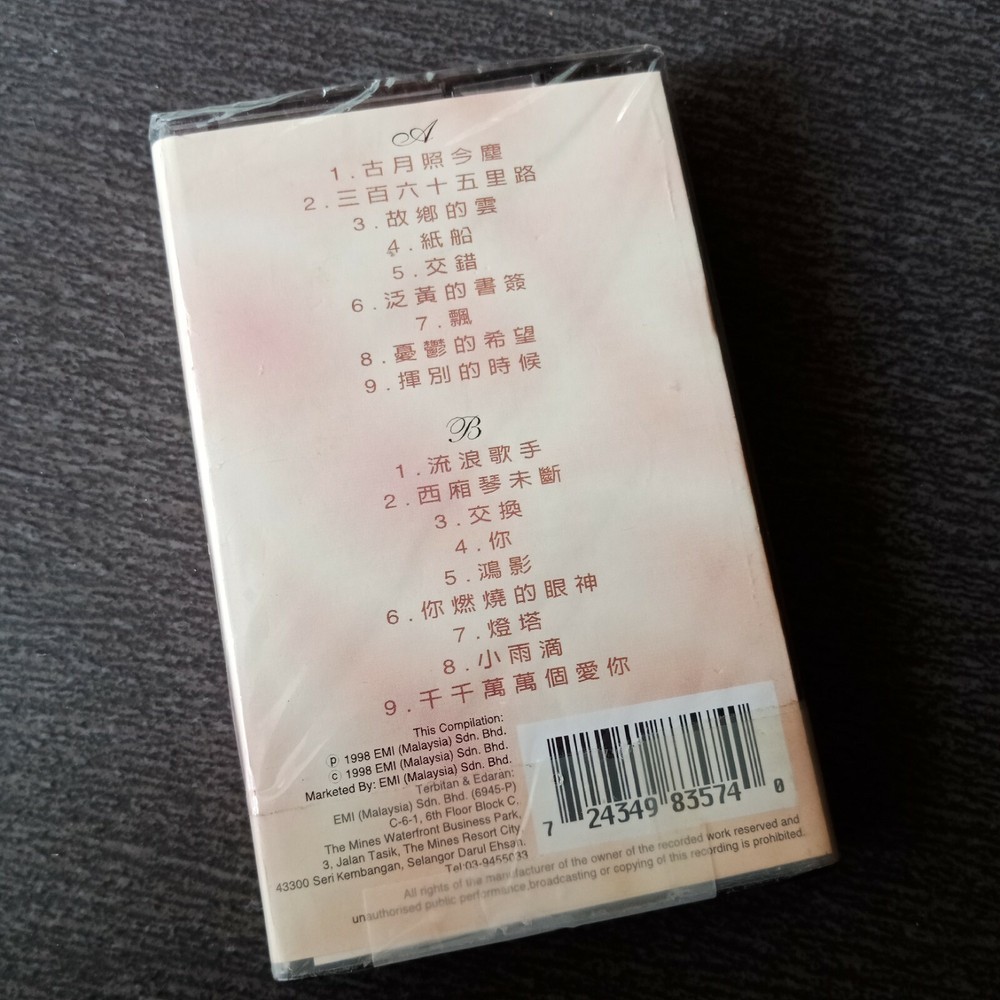 A
1.古月照今塵
2.三百六十五里路
3.故鄉的雲
4.紙船
5.交錯
6.泛黃的書簽
7.飄
8.憂鬱的希望
9.揮別的時候
B
1.流浪歌手
2.西廂琴未斷
3.交換
4.你
5.鴻影
6.你燃燒的眼神
7.燈塔
8.小雨滴
9.千千萬萬個愛你
This Compilation:
℗ 1998 EMI (Malaysia) Sdn. Bhd.
© 1998 EMI (Malaysia) Sdn. Bhd.
Marketed By: EMI (Malaysia) Sdn. Bhd.
Terbitan & Edaran:
EMI (Malaysia) Sdn. Bhd. (6945-P)
C-6-1, 6th Floor Block C,
The Mines Waterfront Business Park,
3, Jalan Tasik, The Mines Resort City
43300 Seri Kembangan, Selangor Darul Ehsan.
Tel:03-9455033
7 24349 83574 0
All rights of the manufacturer of the owner of the recorded work reserved and
unauthorised public performance,broadcasting or copying of this recording is prohibited.